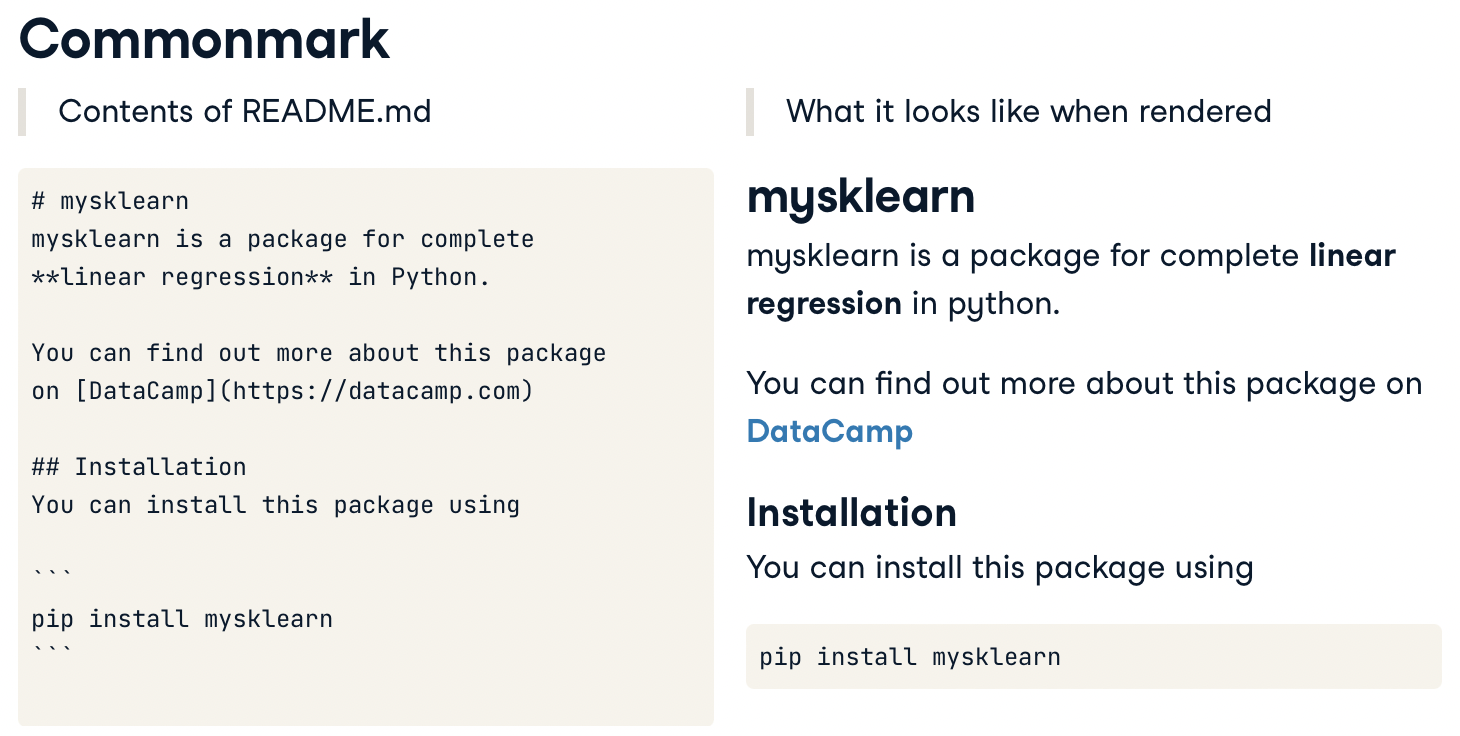 Commonmark
Contents of README.md
# mysklearn
mysklearn is a package for complete
**linear regression** in Python.
You can find out more about this package
on [DataCamp](https://datacamp.com)
## Installation
You can install this package using
```
pip install mysklearn
```
What it looks like when rendered
mysklearn
mysklearn is a package for complete linear
regression in python.
You can find out more about this package on
DataCamp
Installation
You can install this package using
pip install mysklearn